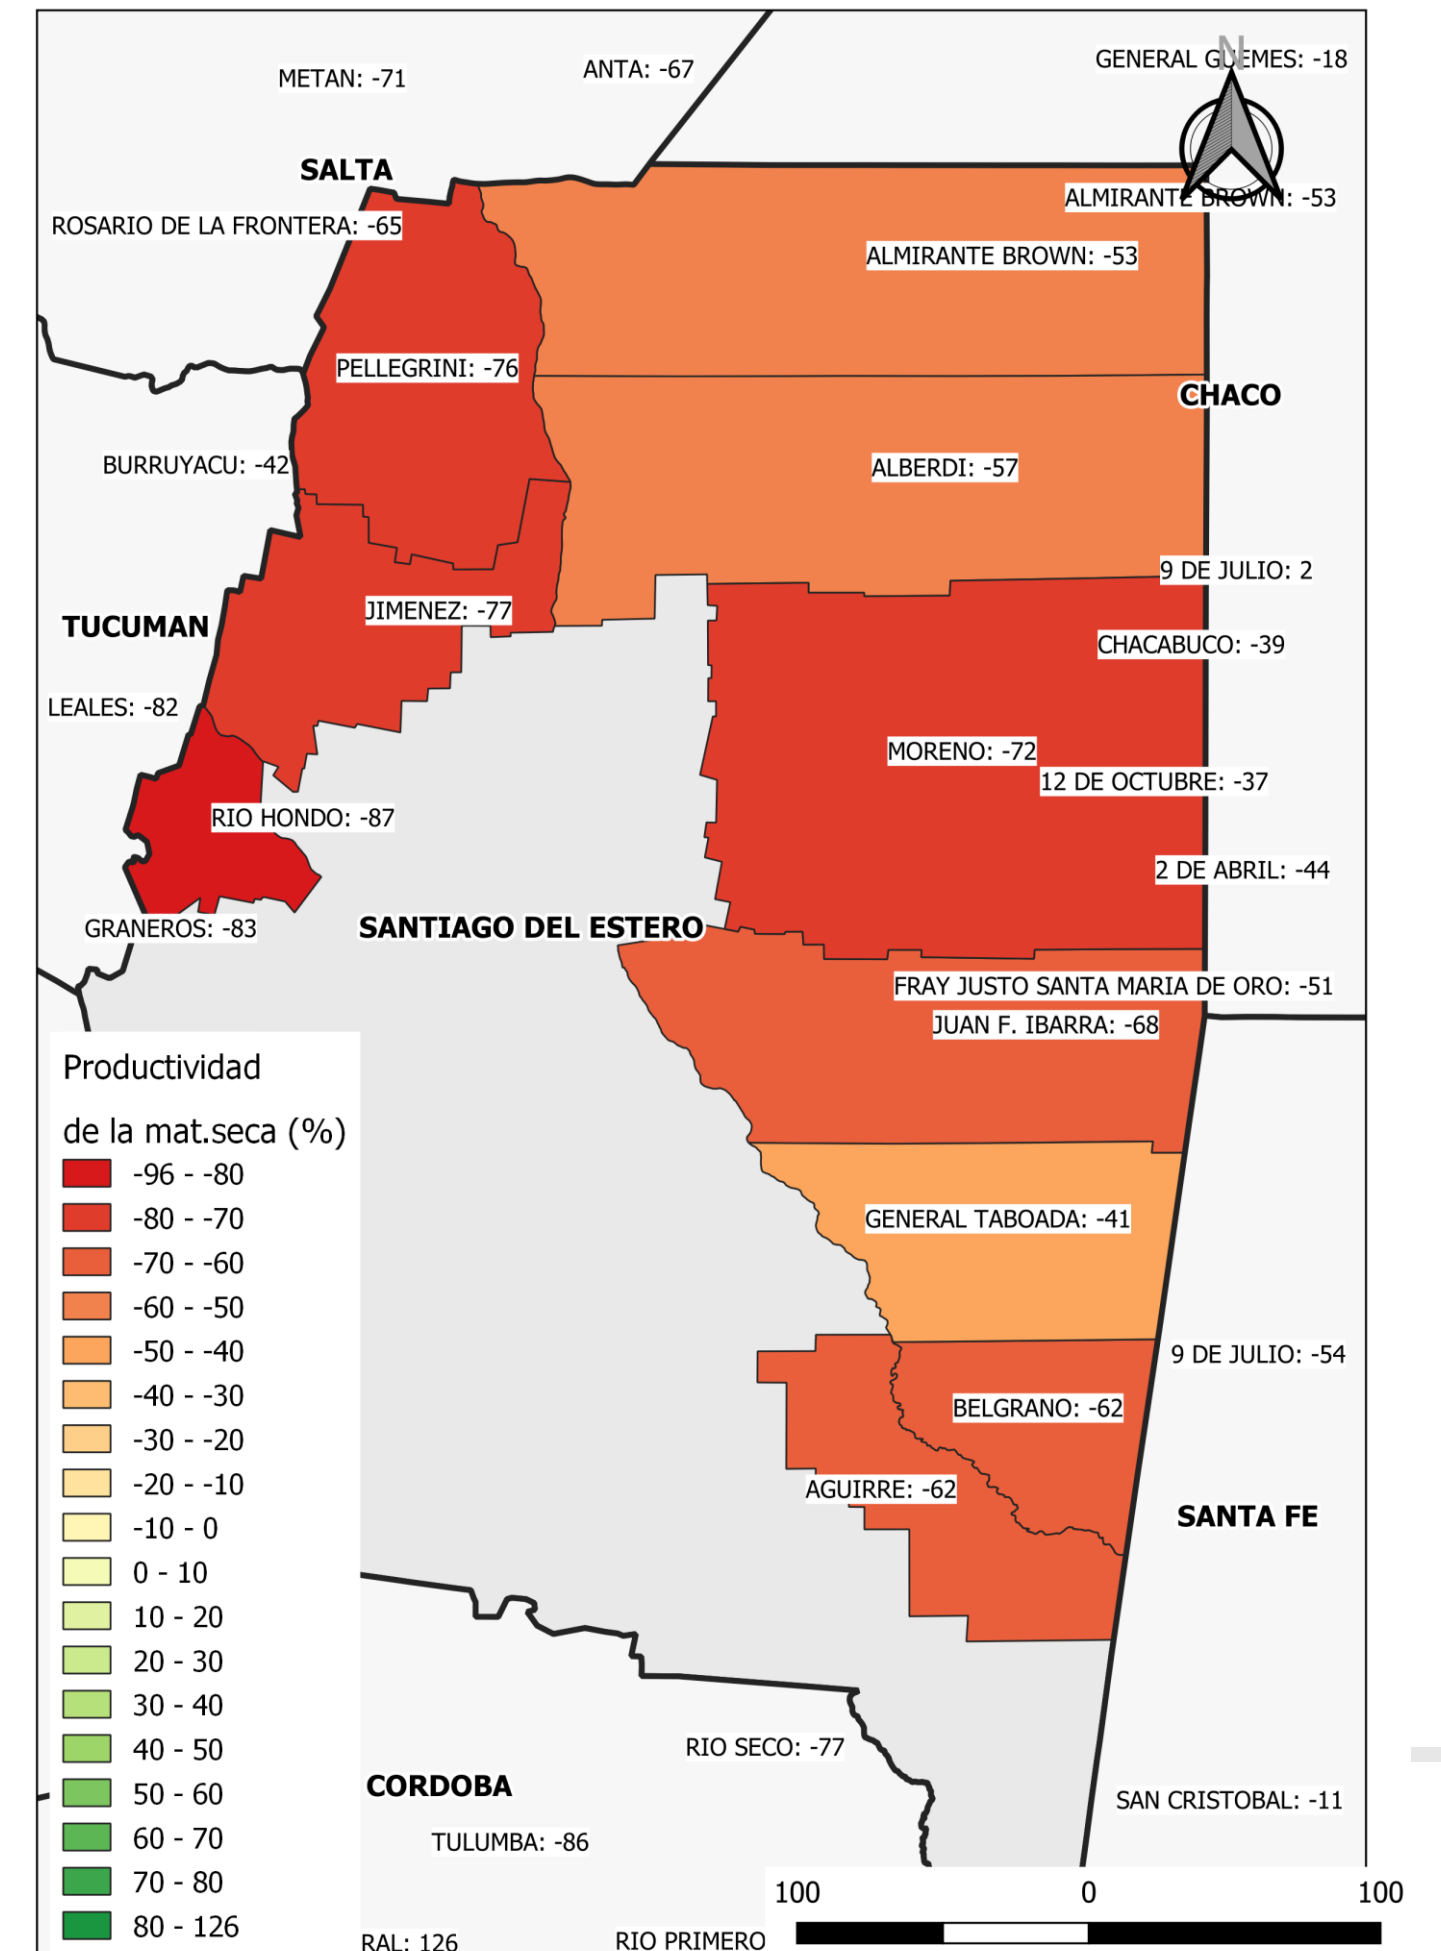 N
GENERAL GUEMES: -18
ANTA: -67
METAN: -71
SALTA
ALMIRANTE BROWN: -53
ROSARIO DE LA FRONTERA: -65
ALMIRANTE BROWN: -53
PELLEGRINI: -76
CHACO
BURRUYACU: -42
ALBERDI: -57
9 DE JULIO: 2
JIMENEZ: -77
TUCUMAN
CHACABUCO: -39
LEALES: -82
MORENO: -72
12 DE OCTUBRE: -37
RIO HONDO: -87
2 DE ABRIL: -44
GRANEROS: -83
SANTIAGO DEL ESTERO
FRAY JUSTO SANTA MARIA DE ORO: -51
JUAN F. IBARRA: -68
GENERAL TABOADA: -41
9 DE JULIO: -54
BELGRANO: -62
AGUIRRE: -62
SANTA FE
RIO SECO: -77
CORDOBA
SAN CRISTOBAL: -11
TULUMBA: -86
RAL: 126
RIO PRIMERO
Productividad
de la mat.seca (%)
-96 - -80
-80 - -70
-70 - -60
-60 - -50
-50 - -40
-40 - -30
-30 - -20
-20 - -10
-10 - 0
0 - 10
10 - 20
20 - 30
30 - 40
40 - 50
50 - 60
60 - 70
70 - 80
80 - 126
100 0 100